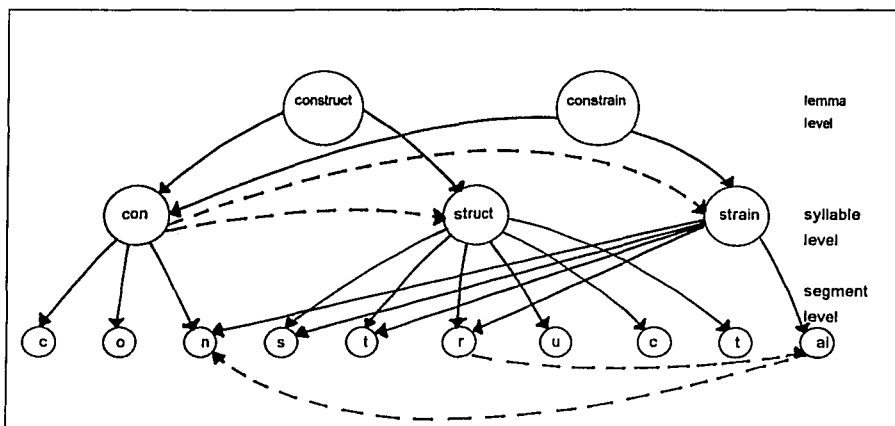 construct
constrain
lemma
level
con
struct
strain
syllable
level
segment
level
c
o
n
s
t
r
u
c
t
ai